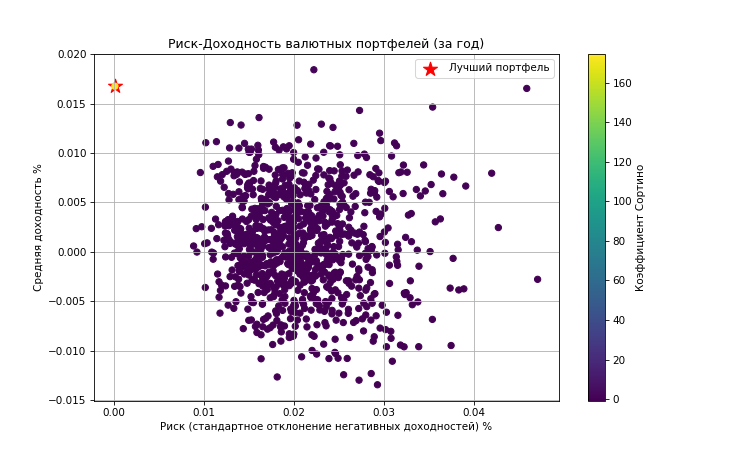 Риск-Доходность валютных портфелей (за год)
Лучший портфель
0.020
0.015
0.010
0.005
0.000
−0.005
−0.010
−0.015
Средняя доходность %
0.00 0.01 0.02 0.03 0.04
Риск (стандартное отклонение негативных доходностей) %
160
140
120
100
80
60
40
20
0
Коэффициент Сортино